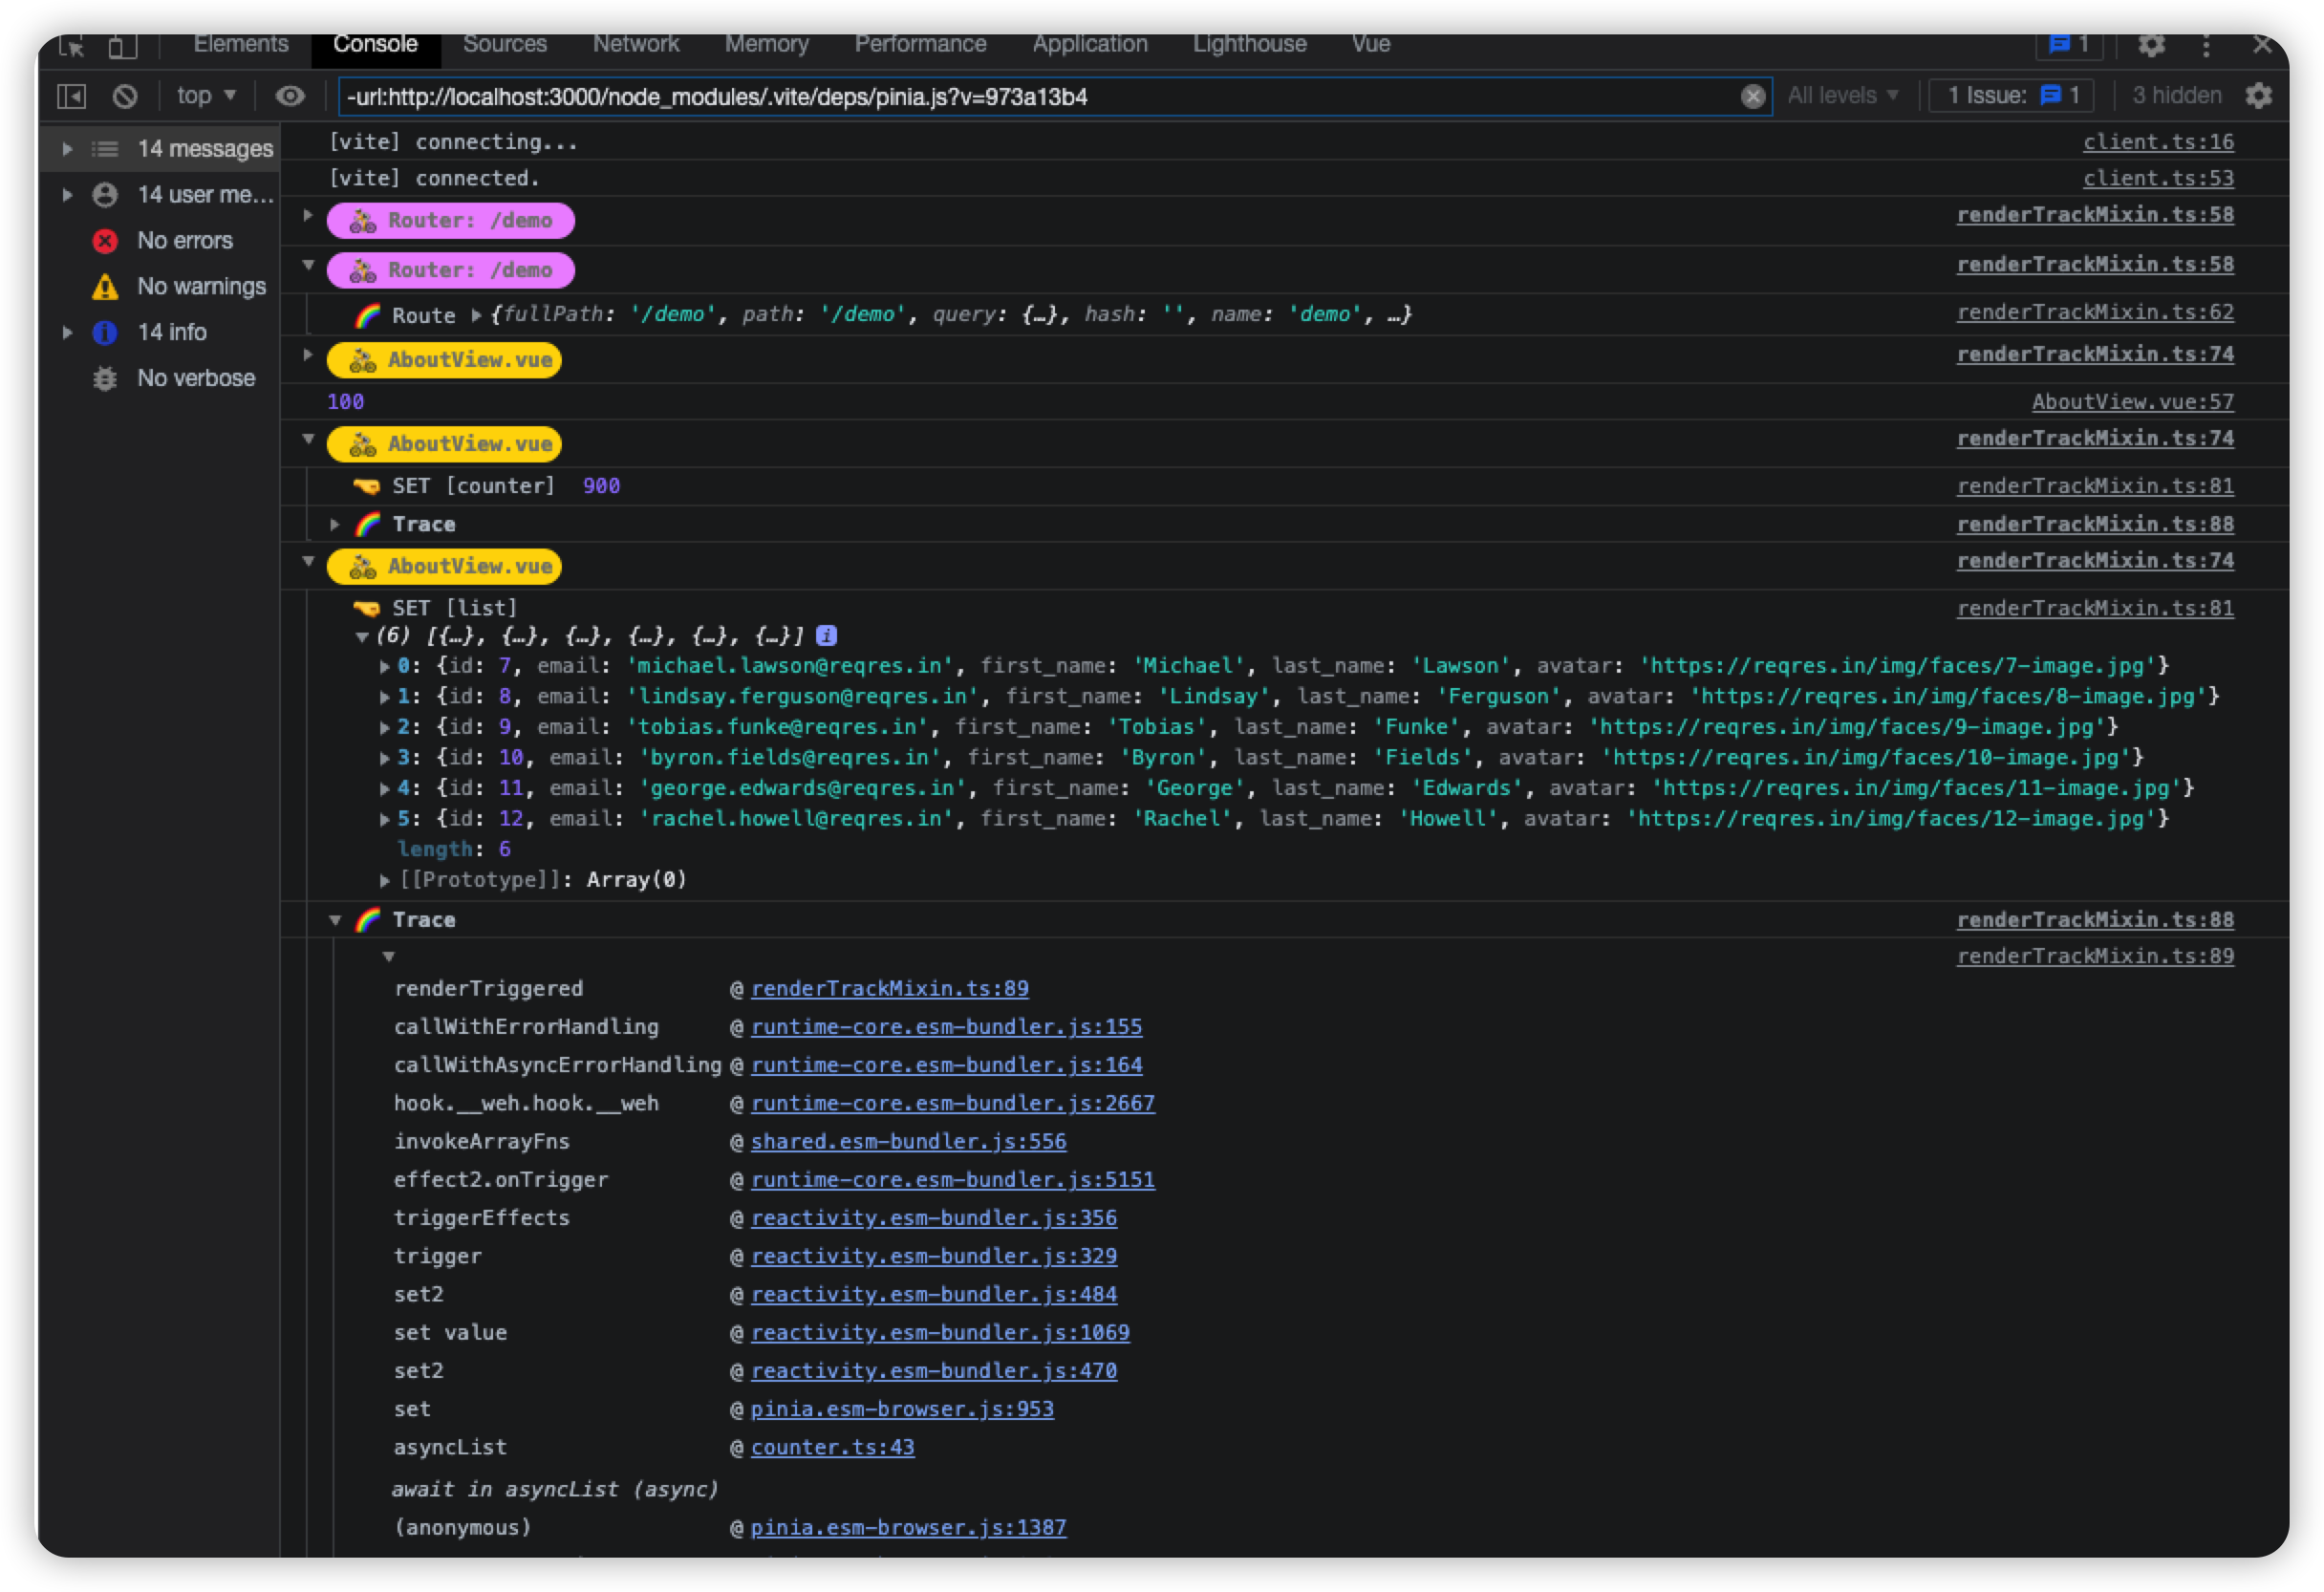 Elements Console Sources Network Memory Performance Application Lighthouse Vue 1
top -url:http://localhost:3000/node_modules/.vite/deps/pinia.js?v=973a13b4 All levels 1 Issue: 1 3 hidden
14 messages
14 user me…
No errors
No warnings
14 info
No verbose
[vite] connecting... client.ts:16
[vite] connected. client.ts:53
Router: /demo renderTrackMixin.ts:58
Router: /demo renderTrackMixin.ts:58
Route {fullPath: '/demo', path: '/demo', query: {…}, hash: '', name: 'demo', …} renderTrackMixin.ts:62
AboutView.vue renderTrackMixin.ts:74
100 AboutView.vue:57
AboutView.vue renderTrackMixin.ts:74
SET [counter] 900 renderTrackMixin.ts:81
Trace renderTrackMixin.ts:88
AboutView.vue renderTrackMixin.ts:74
SET [list] renderTrackMixin.ts:81
(6) [{…}, {…}, {…}, {…}, {…}, {…}] i
0: {id: 7, email: 'michael.lawson@reqres.in', first_name: 'Michael', last_name: 'Lawson', avatar: 'https://reqres.in/img/faces/7-image.jpg'}
1: {id: 8, email: 'lindsay.ferguson@reqres.in', first_name: 'Lindsay', last_name: 'Ferguson', avatar: 'https://reqres.in/img/faces/8-image.jpg'}
2: {id: 9, email: 'tobias.funke@reqres.in', first_name: 'Tobias', last_name: 'Funke', avatar: 'https://reqres.in/img/faces/9-image.jpg'}
3: {id: 10, email: 'byron.fields@reqres.in', first_name: 'Byron', last_name: 'Fields', avatar: 'https://reqres.in/img/faces/10-image.jpg'}
4: {id: 11, email: 'george.edwards@reqres.in', first_name: 'George', last_name: 'Edwards', avatar: 'https://reqres.in/img/faces/11-image.jpg'}
5: {id: 12, email: 'rachel.howell@reqres.in', first_name: 'Rachel', last_name: 'Howell', avatar: 'https://reqres.in/img/faces/12-image.jpg'}
length: 6
[[Prototype]]: Array(0)
Trace renderTrackMixin.ts:88
renderTrackMixin.ts:89
renderTriggered @ renderTrackMixin.ts:89
callWithErrorHandling @ runtime-core.esm-bundler.js:155
callWithAsyncErrorHandling @ runtime-core.esm-bundler.js:164
hook.__weh.hook.__weh @ runtime-core.esm-bundler.js:2667
invokeArrayFns @ shared.esm-bundler.js:556
effect2.onTrigger @ runtime-core.esm-bundler.js:5151
triggerEffects @ reactivity.esm-bundler.js:356
trigger @ reactivity.esm-bundler.js:329
set2 @ reactivity.esm-bundler.js:484
set value @ reactivity.esm-bundler.js:1069
set2 @ reactivity.esm-bundler.js:470
set @ pinia.esm-browser.js:953
asyncList @ counter.ts:43
await in asyncList (async)
(anonymous) @ pinia.esm-browser.js:1387